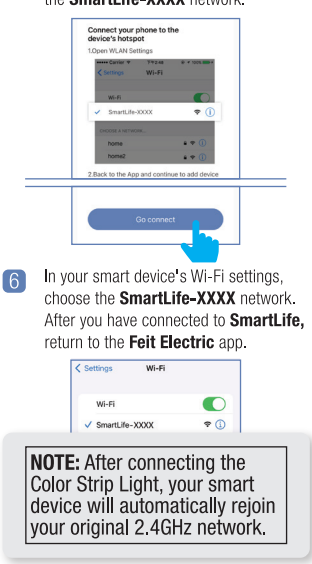 the SmartLife-XXXX network.
Connect your phone to the
device's hotspot
1.Open WLAN Settings
Carrier
Settings Wi-Fi
Wi-Fi
SmartLife-XXXX
CHOOSE A NETWORK...
home
home2
2.Back to the App and continue to add device
Go connect
6 In your smart device's Wi-Fi settings,
choose the SmartLife-XXXX network.
After you have connected to SmartLife,
return to the Feit Electric app.
Settings Wi-Fi
Wi-Fi
SmartLife-XXXX
NOTE: After connecting the
Color Strip Light, your smart
device will automatically rejoin
your original 2.4GHz network.